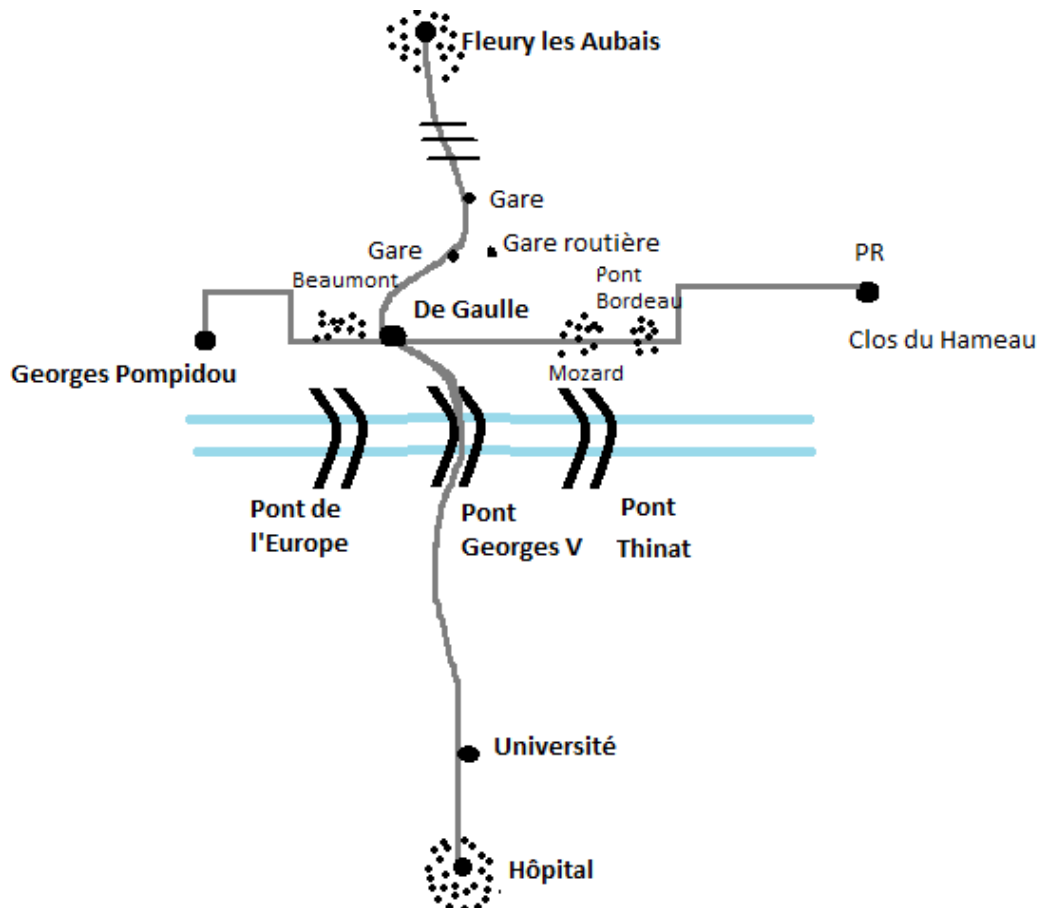 Fleury les Aubais
Gare
Gare
Gare routière
Beaumont
Pont
Bordeau
PR
De Gaulle
Clos du Hameau
Georges Pompidou
Mozard
Pont de
l'Europe
Pont
Georges V
Pont
Thinat
Université
Hôpital